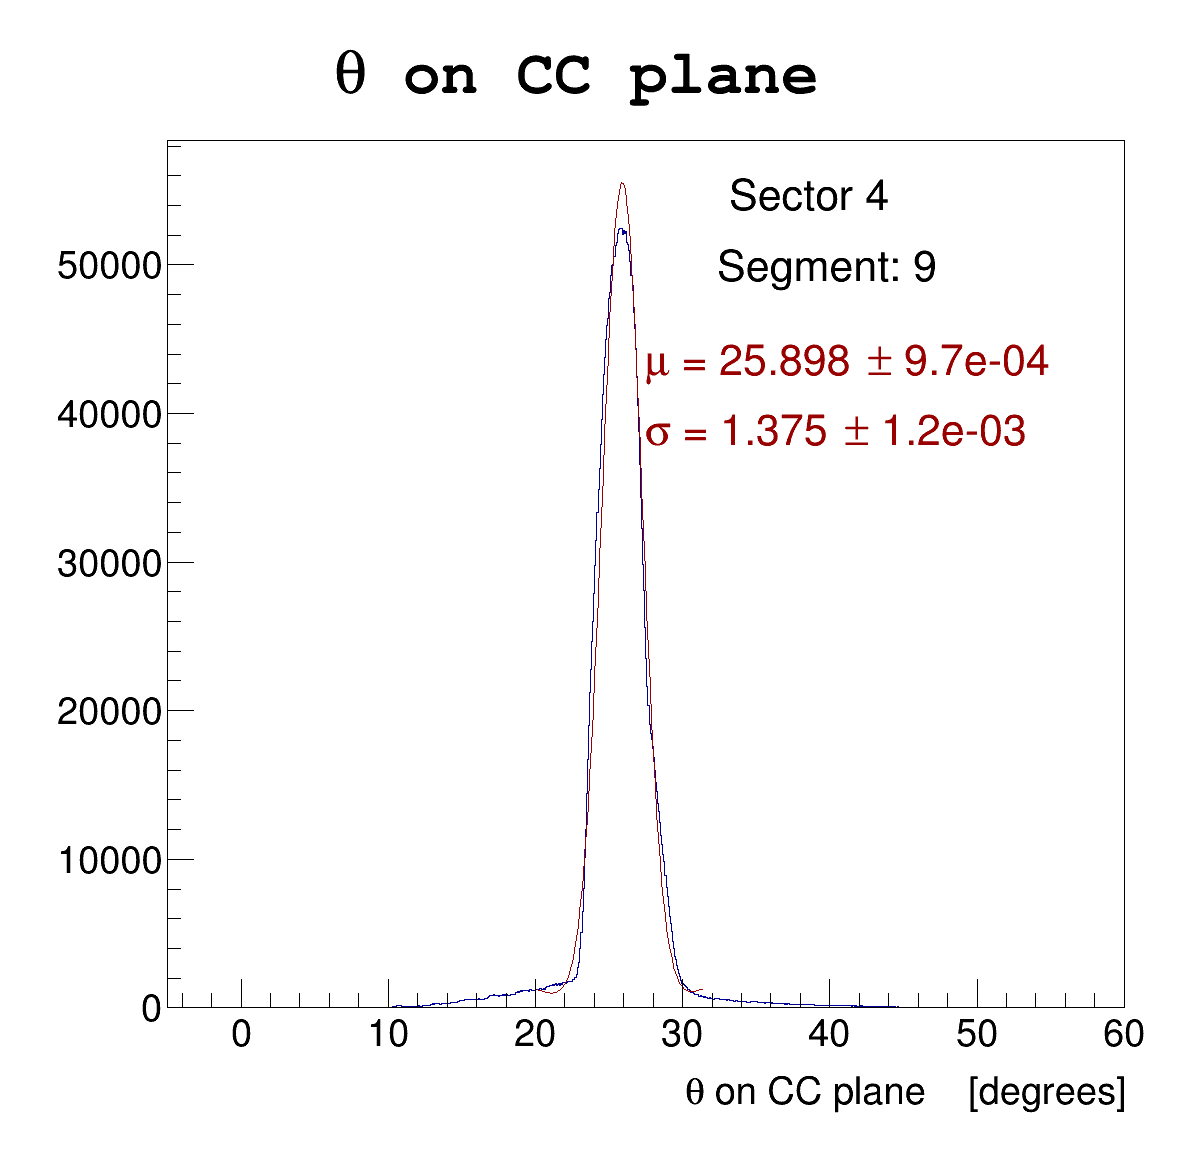 θ on CC plane
Sector 4
Segment: 9
μ = 25.898 ± 9.7e-04
σ = 1.375 ± 1.2e-03
50000
40000
30000
20000
10000
0
0 10 20 30 40 50 60
θ on CC plane [degrees]